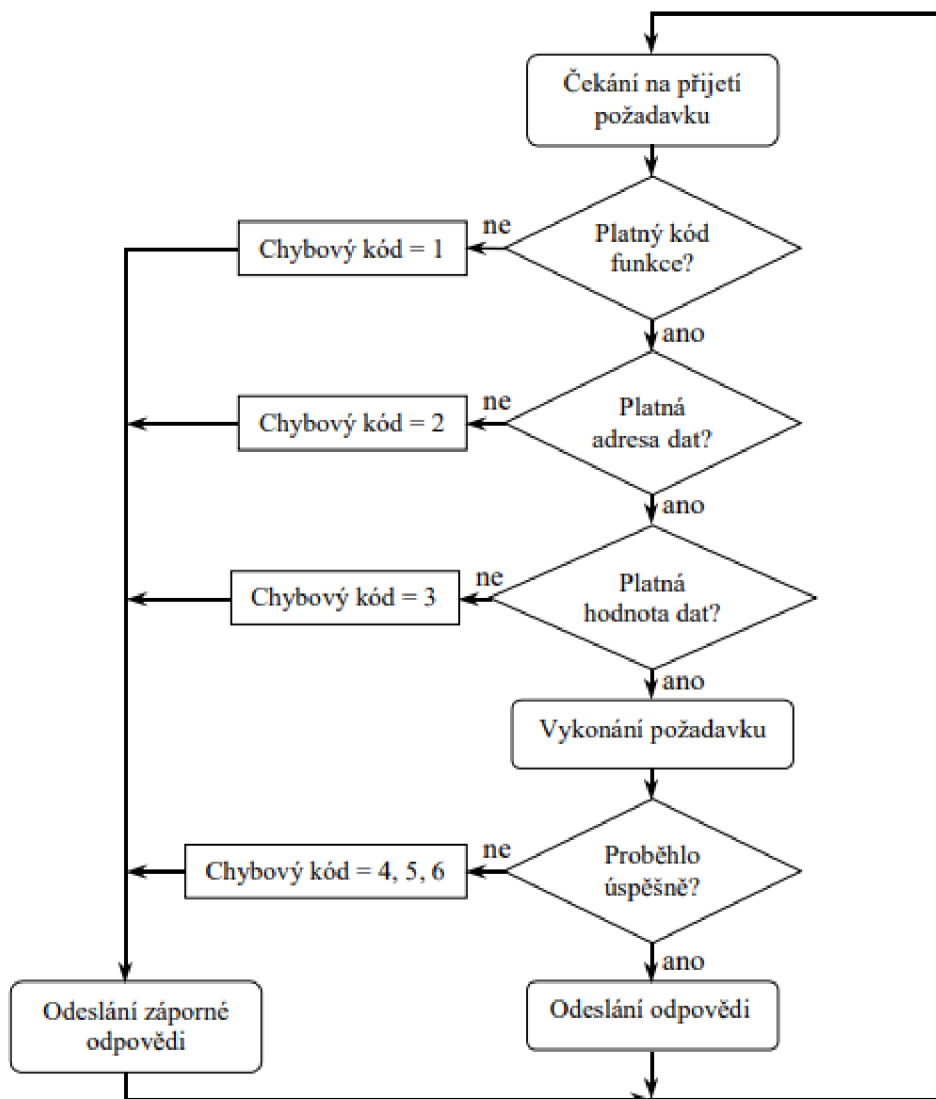 Čekání na přijetí
požadavku
ne
Chybový kód = 1
Platný kód
funkce?
ano
ne
Chybový kód = 2
Platná
adresa dat?
ano
ne
Chybový kód = 3
Platná
hodnota dat?
ano
Vykonání požadavku
ne
Chybový kód = 4, 5, 6
Proběhlo
úspěšně?
ano
Odeslání záporné
odpovědi
Odeslání odpovědi